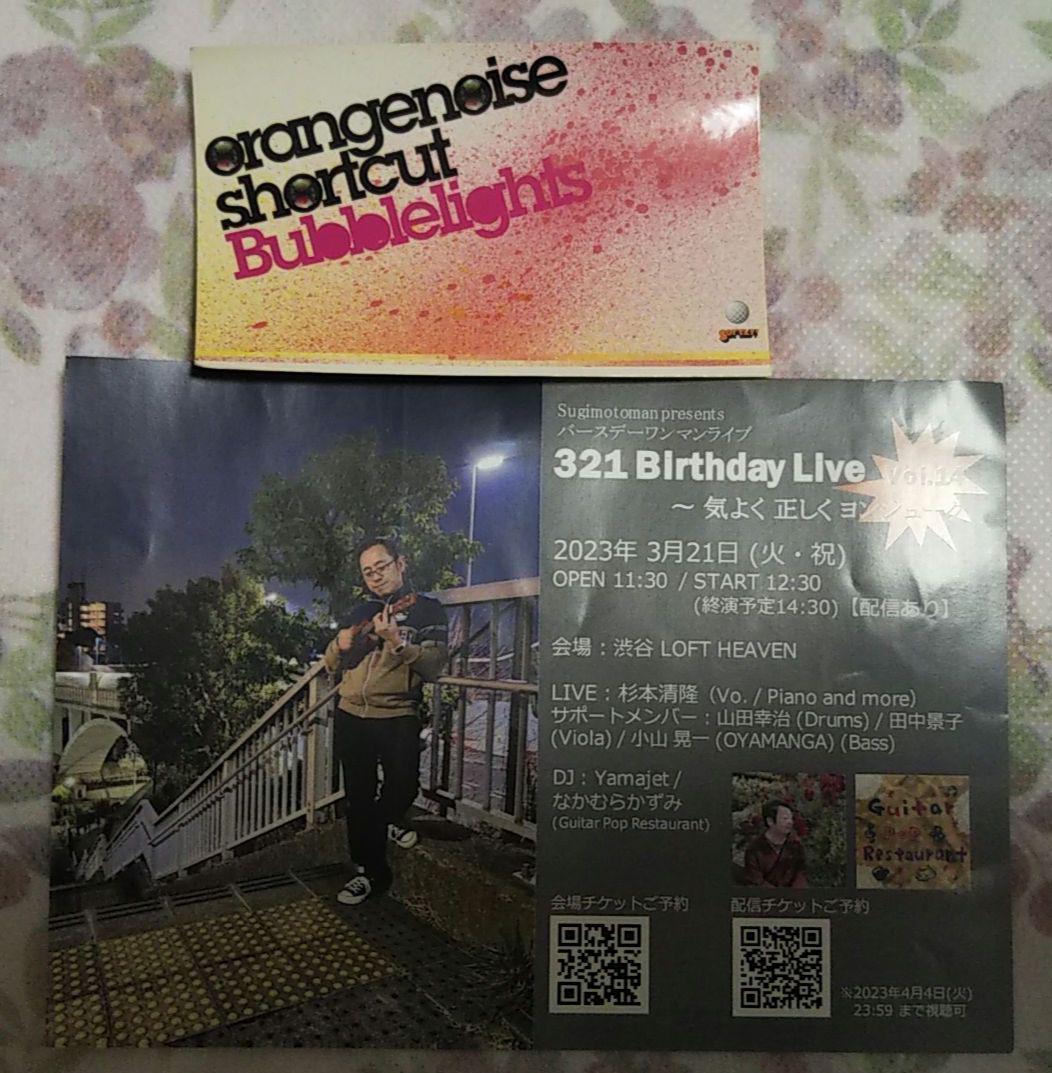 orangenoise
shortcut
Bubblelights
Sugimotoman presents
バースデーワンマンライブ
321 Birthday Live Vol.14
～ 気よく 正しく
2023年 3月21日 (火・祝)
OPEN 11:30 / START 12:30
(終演予定14:30)【配信あり】
会場：渋谷 LOFT HEAVEN
LIVE：杉本清隆（Vo. / Piano and more）
サポートメンバー：山田幸治 (Drums) / 田中景子
(Viola) / 小山 晃一 (OYAMANGA) (Bass)
DJ：Yamajet /
なかむらかずみ
(Guitar Pop Restaurant)
Guitar
POP
Restaurant
会場チケットご予約
配信チケットご予約
※2023年4月4日(火)
23:59 まで視聴可